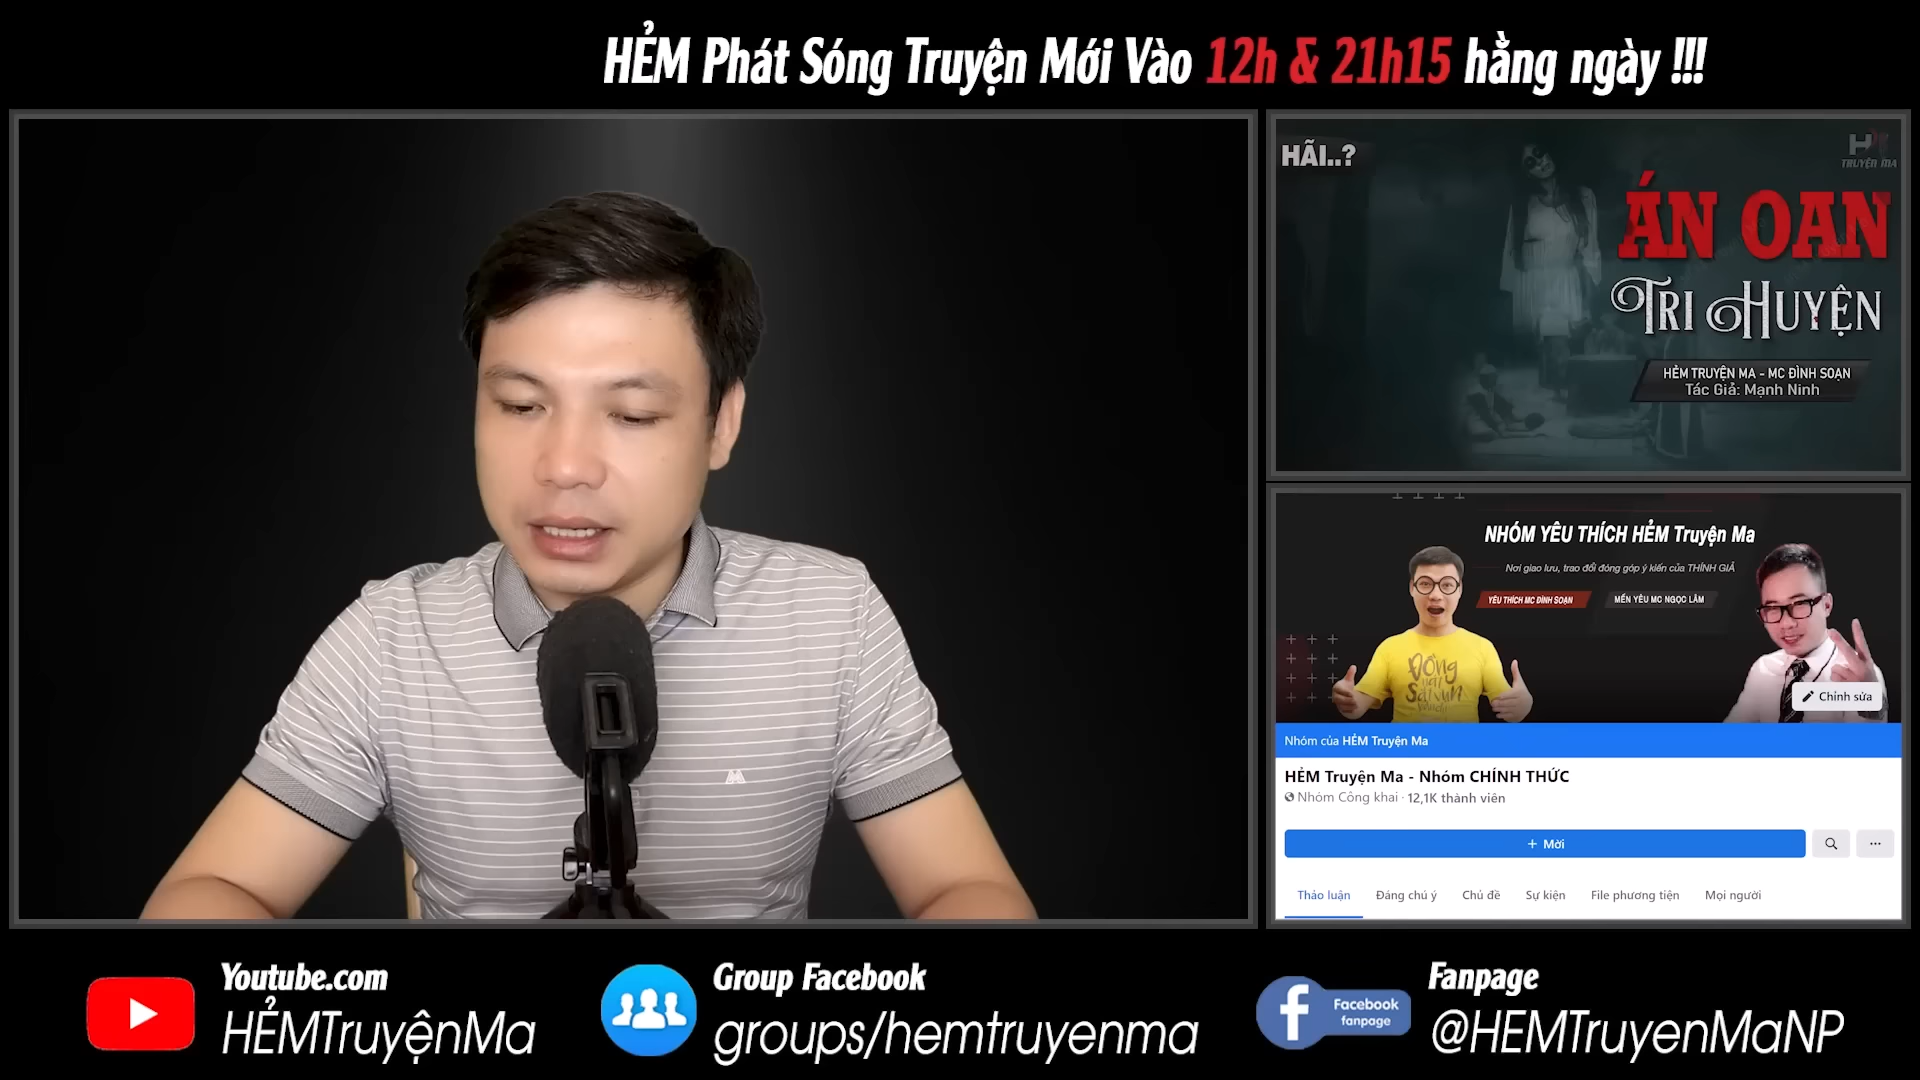 HẺM Phát Sóng Truyện Mới Vào 12h & 21h15 hằng ngày !!!
HÃI..?
TRUYỆN MA
ÁN OAN
TRI HUYỆN
HẺM TRUYỆN MA - MC ĐÌNH SOẠN
Tác Giả: Mạnh Ninh
NHÓM YÊU THÍCH HẺM Truyện Ma
Nơi giao lưu, trao đổi đóng góp ý kiến của THÍNH GIẢ
YÊU THÍCH MC ĐÌNH SOẠN
MẾN YÊU MC NGỌC LÂM
Chỉnh sửa
Nhóm của HẺM Truyện Ma
HẺM Truyện Ma - Nhóm CHÍNH THỨC
Nhóm Công khai · 12,1K thành viên
+ Mời
Thảo luận Đáng chú ý Chủ đề Sự kiện File phương tiện Mọi người
Youtube.com
HẺMTruyệnMa
Group Facebook
groups/hemtruyenma
Facebook
fanpage
Fanpage
@HEMTruyenMaNP